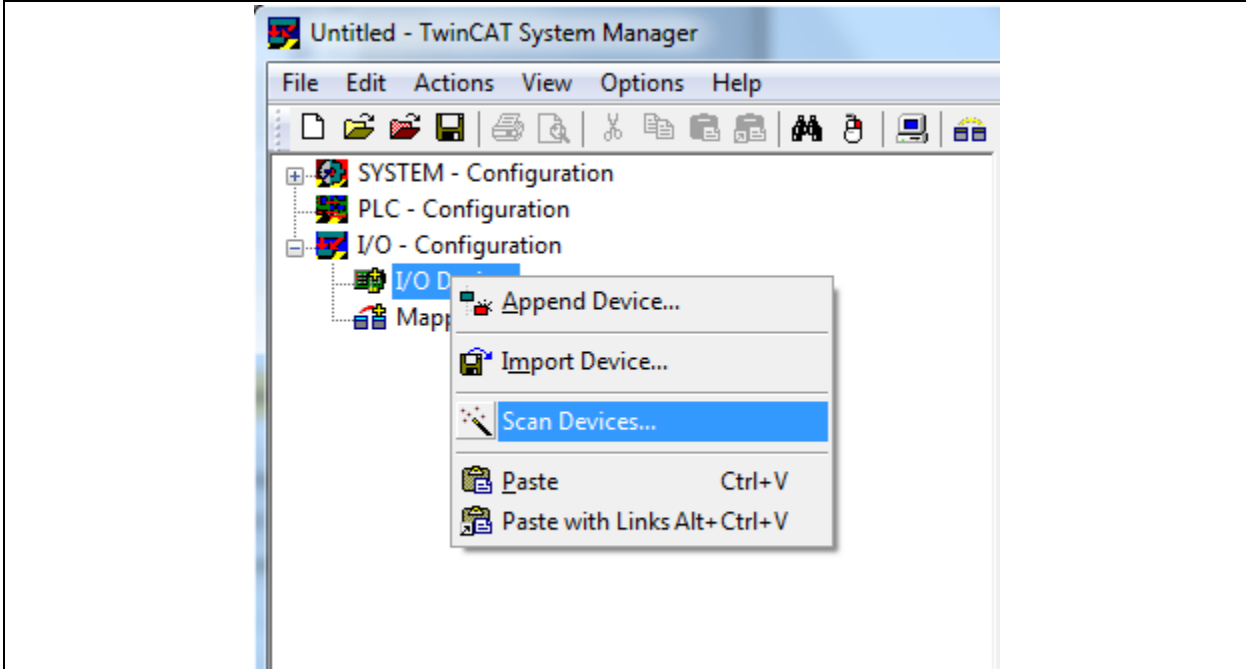 Untitled - TwinCAT System Manager
File Edit Actions View Options Help
SYSTEM - Configuration
PLC - Configuration
I/O - Configuration
I/O
Append Device...
Import Device...
Scan Devices...
Paste Ctrl+V
Paste with Links Alt+Ctrl+V